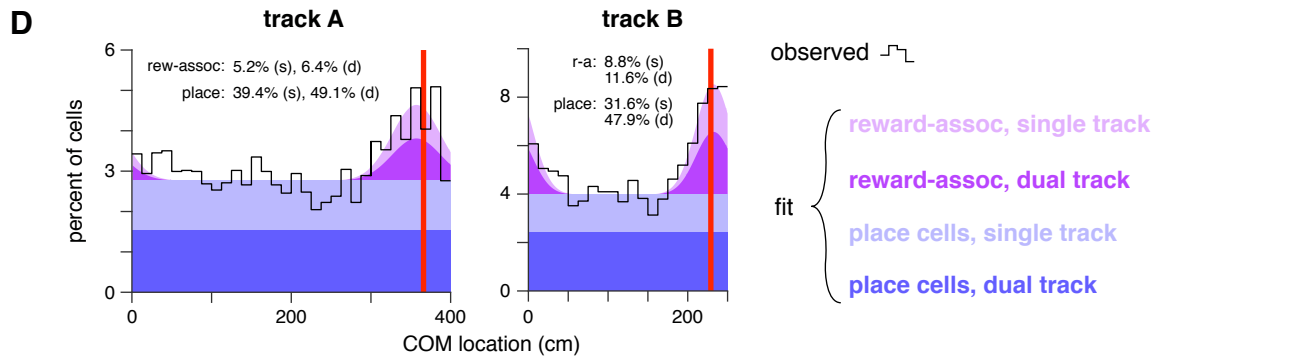 D
track A
track B
6
3
0
percent of cells
rew-assoc: 5.2% (s), 6.4% (d)
place: 39.4% (s), 49.1% (d)
0
200
400
8
4
0
r-a: 8.8% (s)
11.6% (d)
place: 31.6% (s)
47.9% (d)
0
200
COM location (cm)
observed
fit
reward-assoc, single track
reward-assoc, dual track
place cells, single track
place cells, dual track